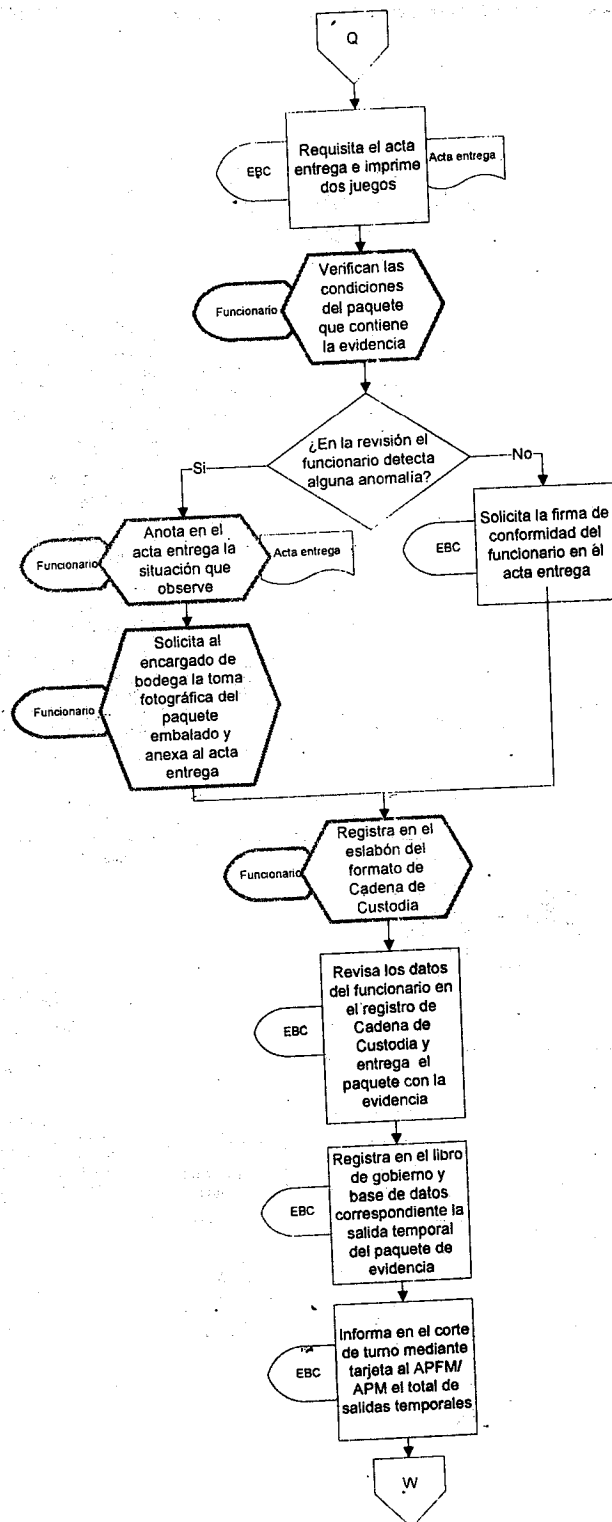 Q
Requisita el acta
entrega e imprime
dos juegos
EBC
Acta entrega
Verifican las
condiciones
del paquete
que contiene
la evidencia
Funcionario
¿En la revisión el
funcionario detecta
alguna anomalía?
Si
No
Anota en el
acta entrega la
situación que
observe
Funcionario
Acta entrega
Solicita la firma de
conformidad del
funcionario en el
acta entrega
EBC
Solicita al
encargado de
bodega la toma
fotográfica del
paquete
embalado y
anexa al acta
entrega
Funcionario
Registra en el
eslabón del
formato de
Cadena de
Custodia
Funcionario
Revisa los datos
del funcionario en
el registro de
Cadena de
Custodia y
entrega el
paquete con la
evidencia
EBC
Registra en el libro
de gobierno y
base de datos
correspondiente la
salida temporal
del paquete de
evidencia
EBC
Informa en el corte
de turno mediante
tarjeta al APFM/
APM el total de
salidas temporales
EBC
W